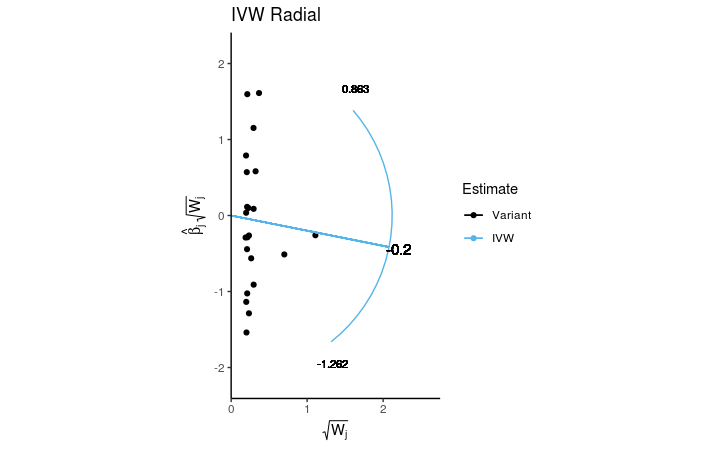 IVW Radial
2
1
0
-1
-2
β̂j√Wj
0.863
-0.2
-1.262
0 1 2
√Wj
Estimate
Variant
IVW